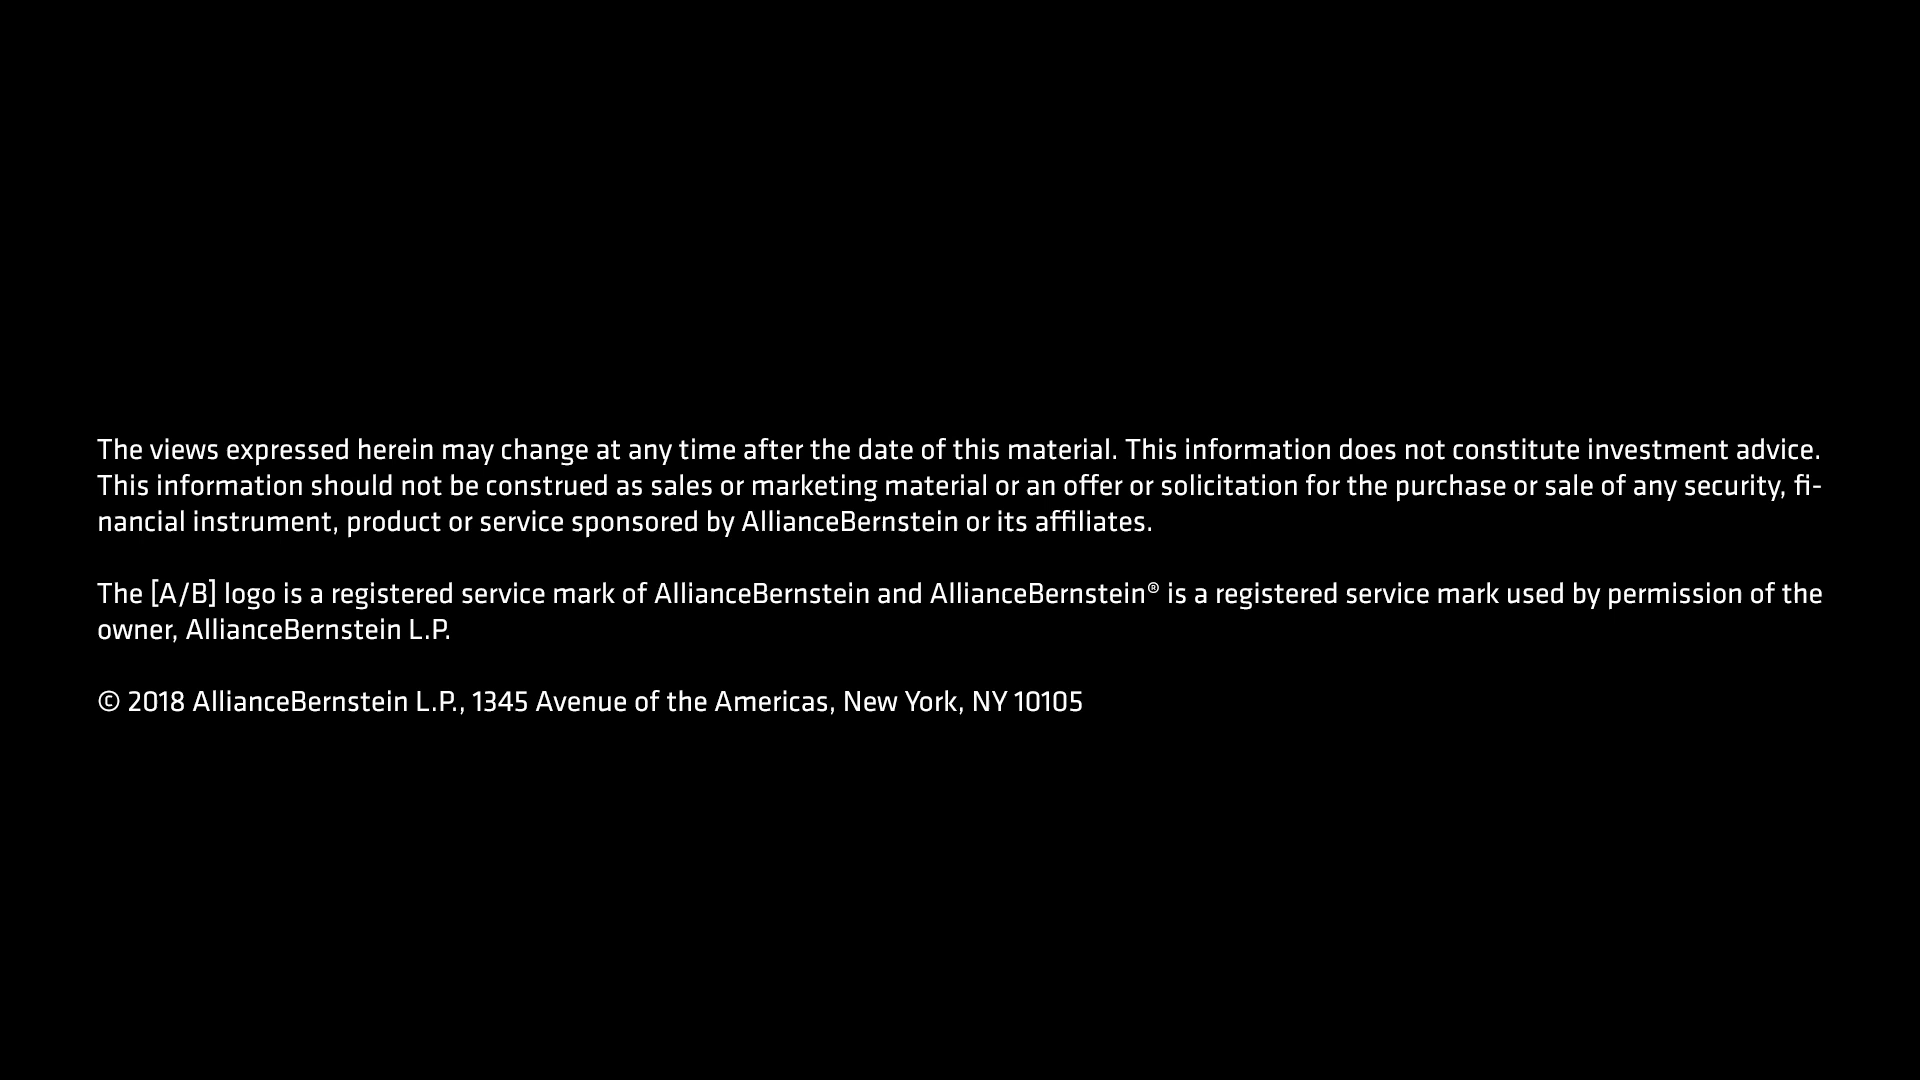 The views expressed herein may change at any time after the date of this material. This information does not constitute investment advice.
This information should not be construed as sales or marketing material or an offer or solicitation for the purchase or sale of any security, fi-
nancial instrument, product or service sponsored by AllianceBernstein or its affiliates.
The [A/B] logo is a registered service mark of AllianceBernstein and AllianceBernstein® is a registered service mark used by permission of the
owner, AllianceBernstein L.P.
© 2018 AllianceBernstein L.P., 1345 Avenue of the Americas, New York, NY 10105